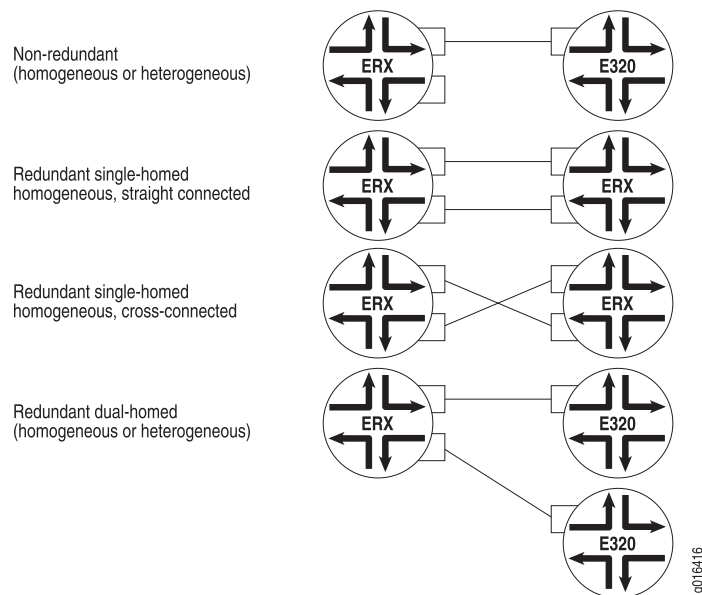 Non-redundant
(homogeneous or heterogeneous)
ERX
E320
Redundant single-homed
homogeneous, straight connected
ERX
ERX
Redundant single-homed
homogeneous, cross-connected
ERX
ERX
Redundant dual-homed
(homogeneous or heterogeneous)
ERX
E320
E320
g016416